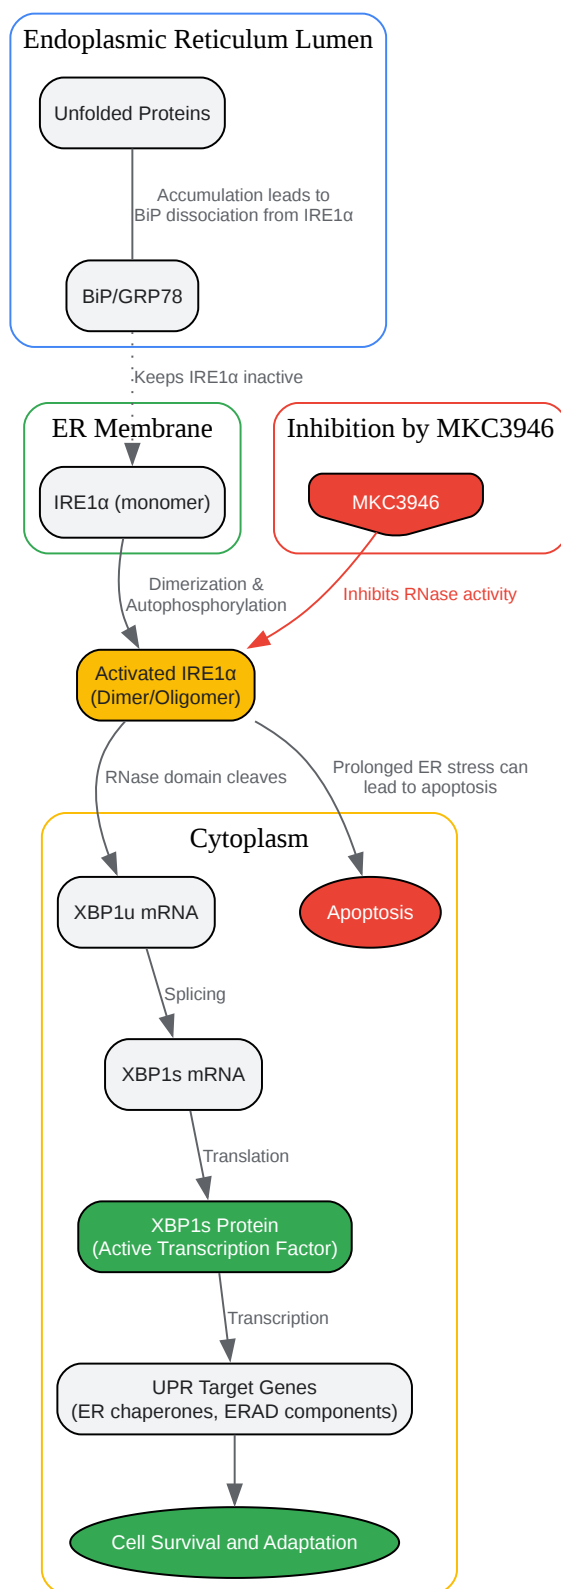 Endoplasmic Reticulum Lumen
Unfolded Proteins
Accumulation leads to
BiP dissociation from IRE1α
BiP/GRP78
Keeps IRE1α inactive
ER Membrane
Inhibition by MKC3946
IRE1α (monomer)
MKC3946
Dimerization &
Autophosphorylation
Inhibits RNase activity
Activated IRE1α
(Dimer/Oligomer)
RNase domain cleaves
Prolonged ER stress can
lead to apoptosis
Cytoplasm
XBP1u mRNA
Apoptosis
Splicing
XBP1s mRNA
Translation
XBP1s Protein
(Active Transcription Factor)
Transcription
UPR Target Genes
(ER chaperones, ERAD components)
Cell Survival and Adaptation